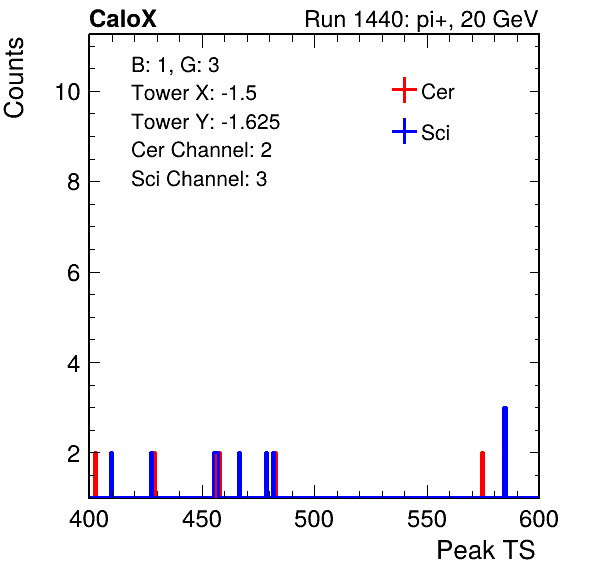 CaloX Run 1440: pi+, 20 GeV
Counts
B: 1, G: 3
Tower X: -1.5
Tower Y: -1.625
Cer Channel: 2
Sci Channel: 3
Cer
Sci
10
8
6
4
2
400 450 500 550 600
Peak TS